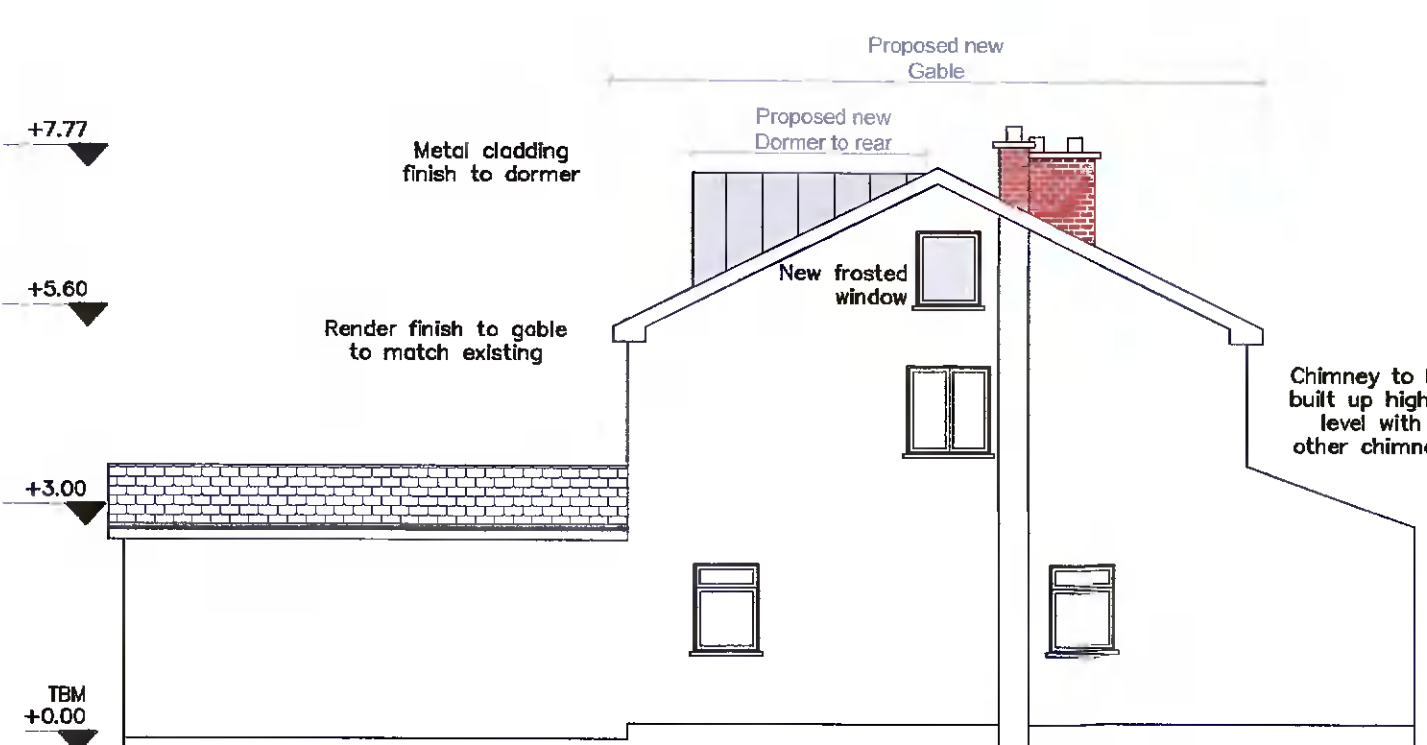 Proposed new
Gable
Proposed new
Dormer to rear
+7.77
Metal cladding
finish to dormer
+5.60
New frosted
window
Render finish to gable
to match existing
Chimney to
built up high
level with
other
+3.00
TBM
+0.00